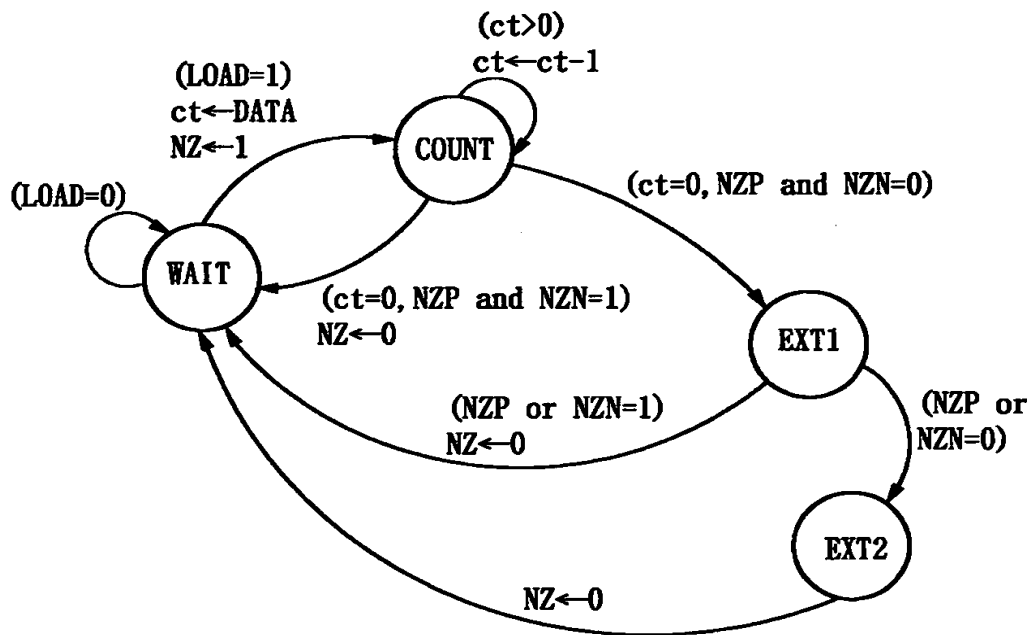 (ct>0)
ct←ct-1
(LOAD=1)
ct←DATA
NZ←1
COUNT
(ct=0, NZP and NZN=0)
(LOAD=0)
WAIT
(ct=0, NZP and NZN=1)
NZ←0
EXT1
(NZP or NZN=1)
NZ←0
(NZP or
NZN=0)
EXT2
NZ←0